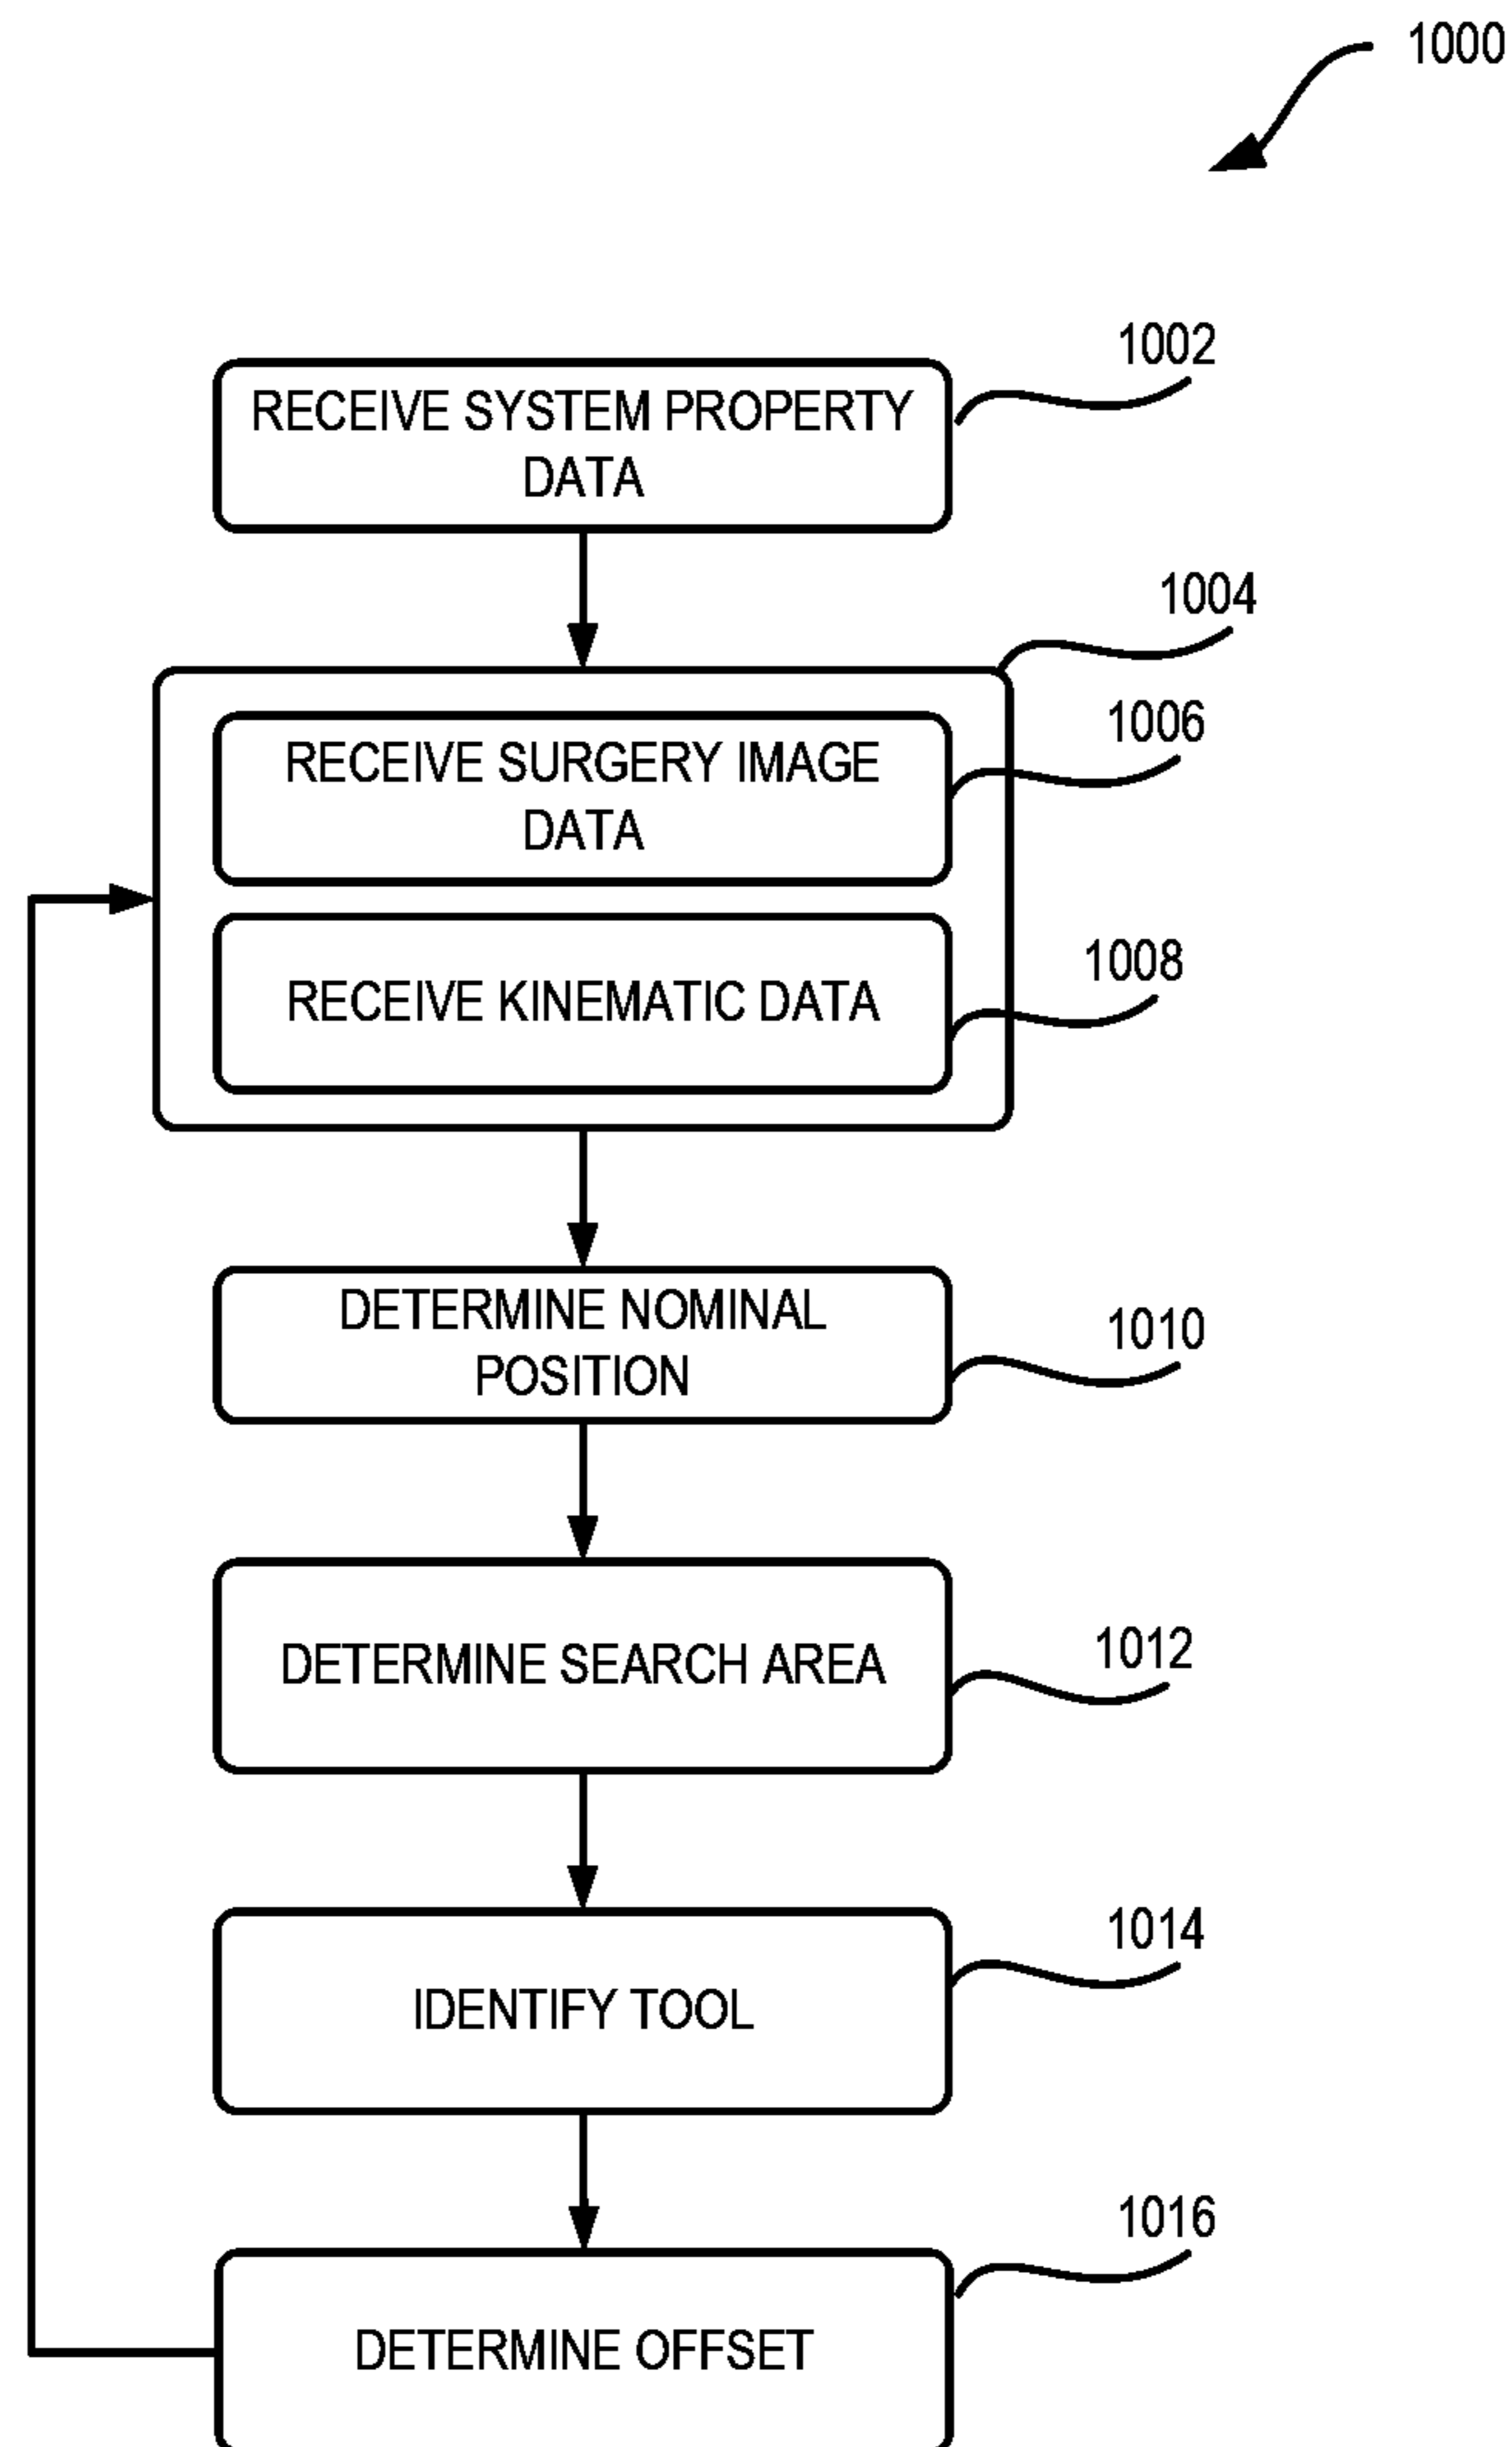 1000
1002
RECEIVE SYSTEM PROPERTY
DATA
1004
1006
RECEIVE SURGERY IMAGE
DATA
1008
RECEIVE KINEMATIC DATA
DETERMINE NOMINAL
POSITION
1010
DETERMINE SEARCH AREA
1012
1014
IDENTIFY TOOL
1016
DETERMINE OFFSET